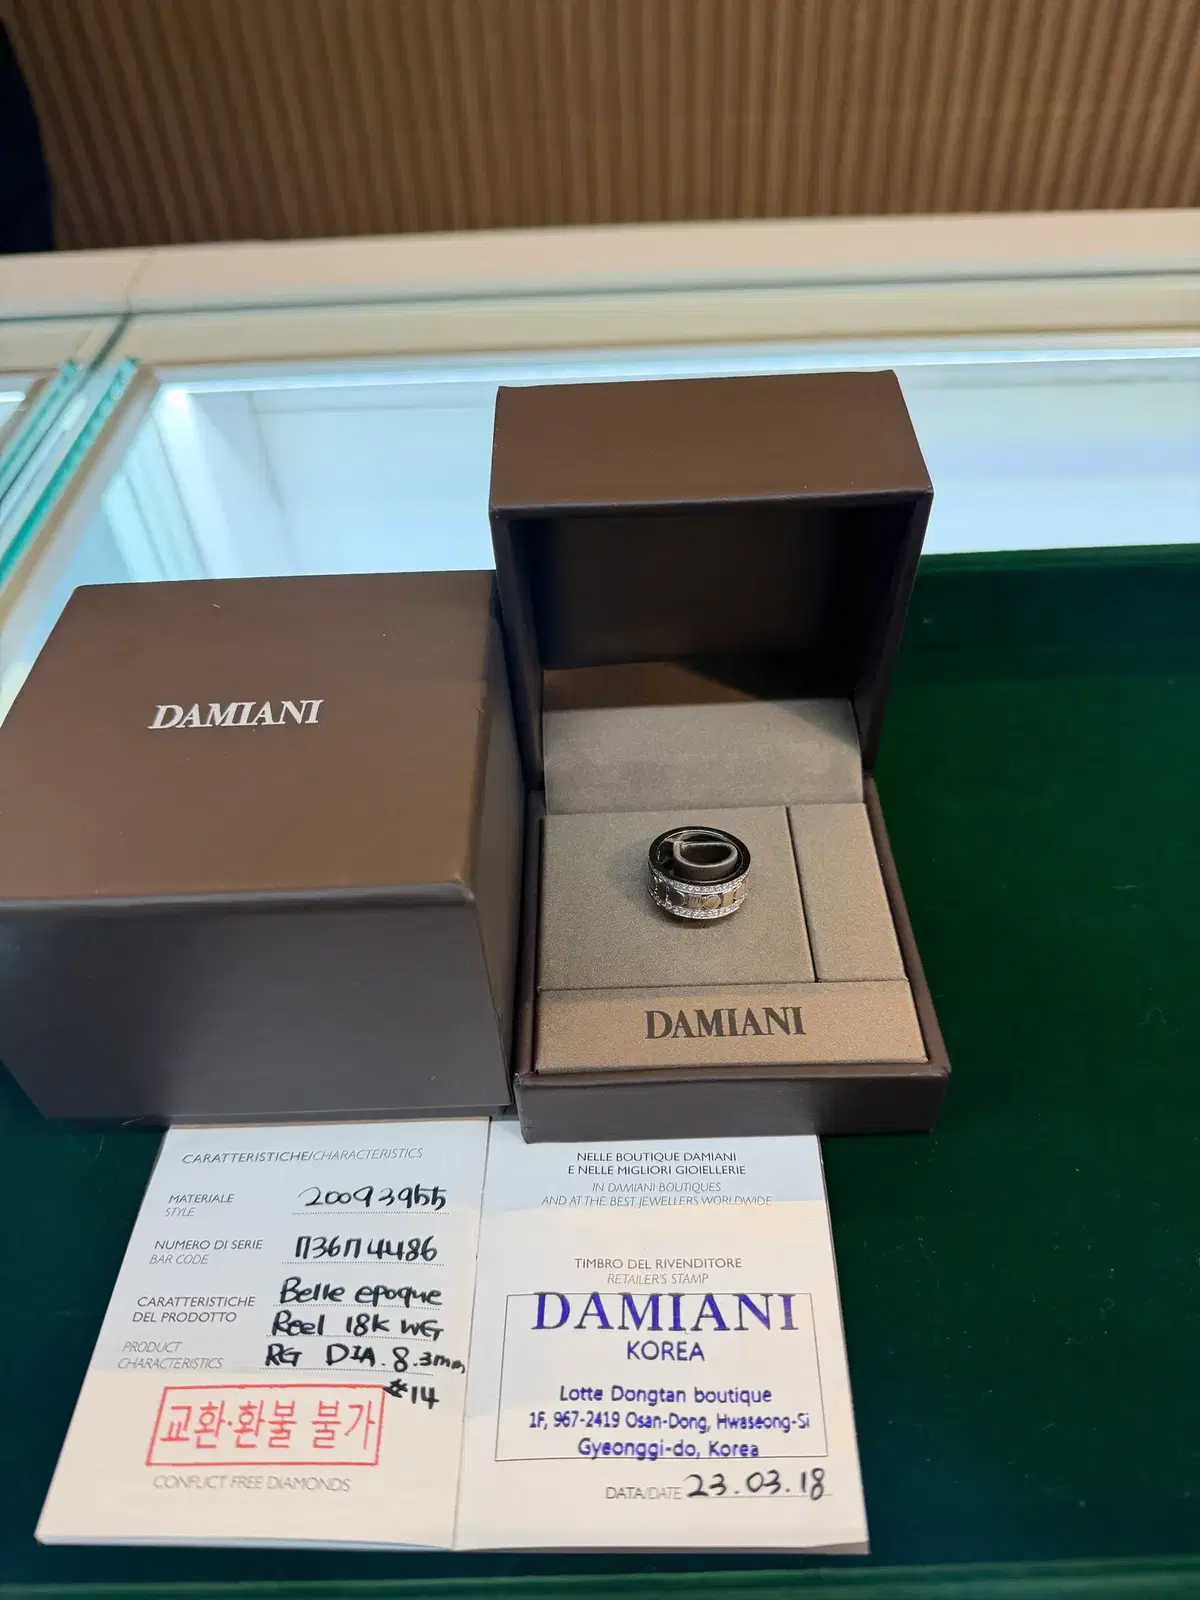 DAMIANI
DAMIANI
CARATTERISTICHE/CHARACTERISTICS
MATERIALE
STYLE
20093955
NUMERO DI SERIE
BAR CODE
П36П4486
CARATTERISTICHE
DEL PRODOTTO
PRODUCT
CHARACTERISTICS
Belle epoque
Reel 18K WG
RG DIA. 8.3mm
#14
교환·환불 불가
CONFLICT FREE DIAMONDS
NELLE BOUTIQUE DAMIANI
E NELLE MIGLIORI GIOIELLERIE
IN DAMIANI BOUTIQUES
AND AT THE BEST JEWELLERS WORLDWIDE
TIMBRO DEL RIVENDITORE
RETAILER'S STAMP
DAMIANI
KOREA
Lotte Dongtan boutique
1F, 967-2419 Osan-Dong, Hwaseong-Si
Gyeonggi-do, Korea
DATA/DATE 23.03.18